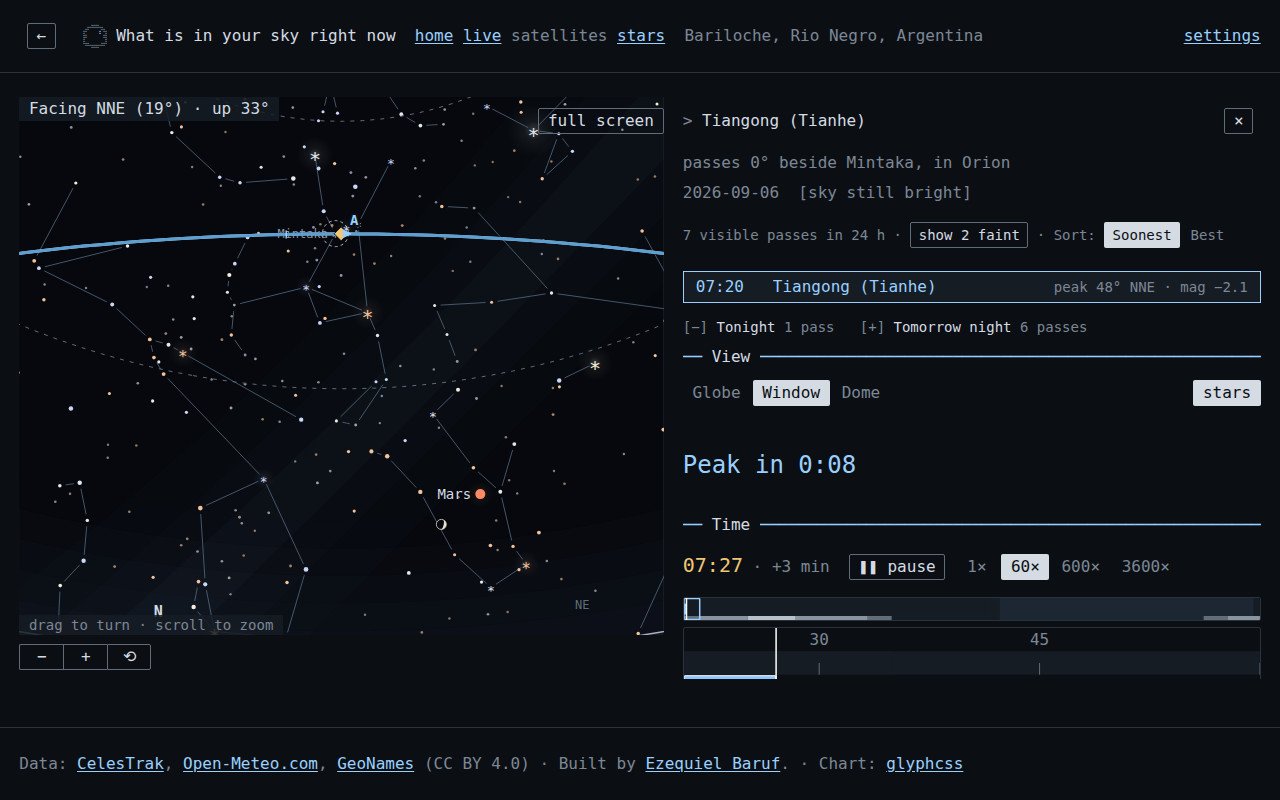 ← What is in your sky right now home live satellites stars Bariloche, Rio Negro, Argentina settings
Facing NNE (19°) · up 33°
full screen
A
Mintaka
Mars
NE
N
drag to turn · scroll to zoom
− + ⟲
> Tiangong (Tianhe) ×
passes 0° beside Mintaka, in Orion
2026-09-06 [sky still bright]
7 visible passes in 24 h · show 2 faint · Sort: Soonest Best
07:20 Tiangong (Tianhe) peak 48° NNE · mag −2.1
[−] Tonight 1 pass [+] Tomorrow night 6 passes
View
Globe Window Dome stars
Peak in 0:08
Time
07:27 · +3 min ❚❚ pause 1× 60× 600× 3600×
30 45
Data: CelesTrak, Open-Meteo.com, GeoNames (CC BY 4.0) · Built by Ezequiel Baruf. · Chart: glyphcss